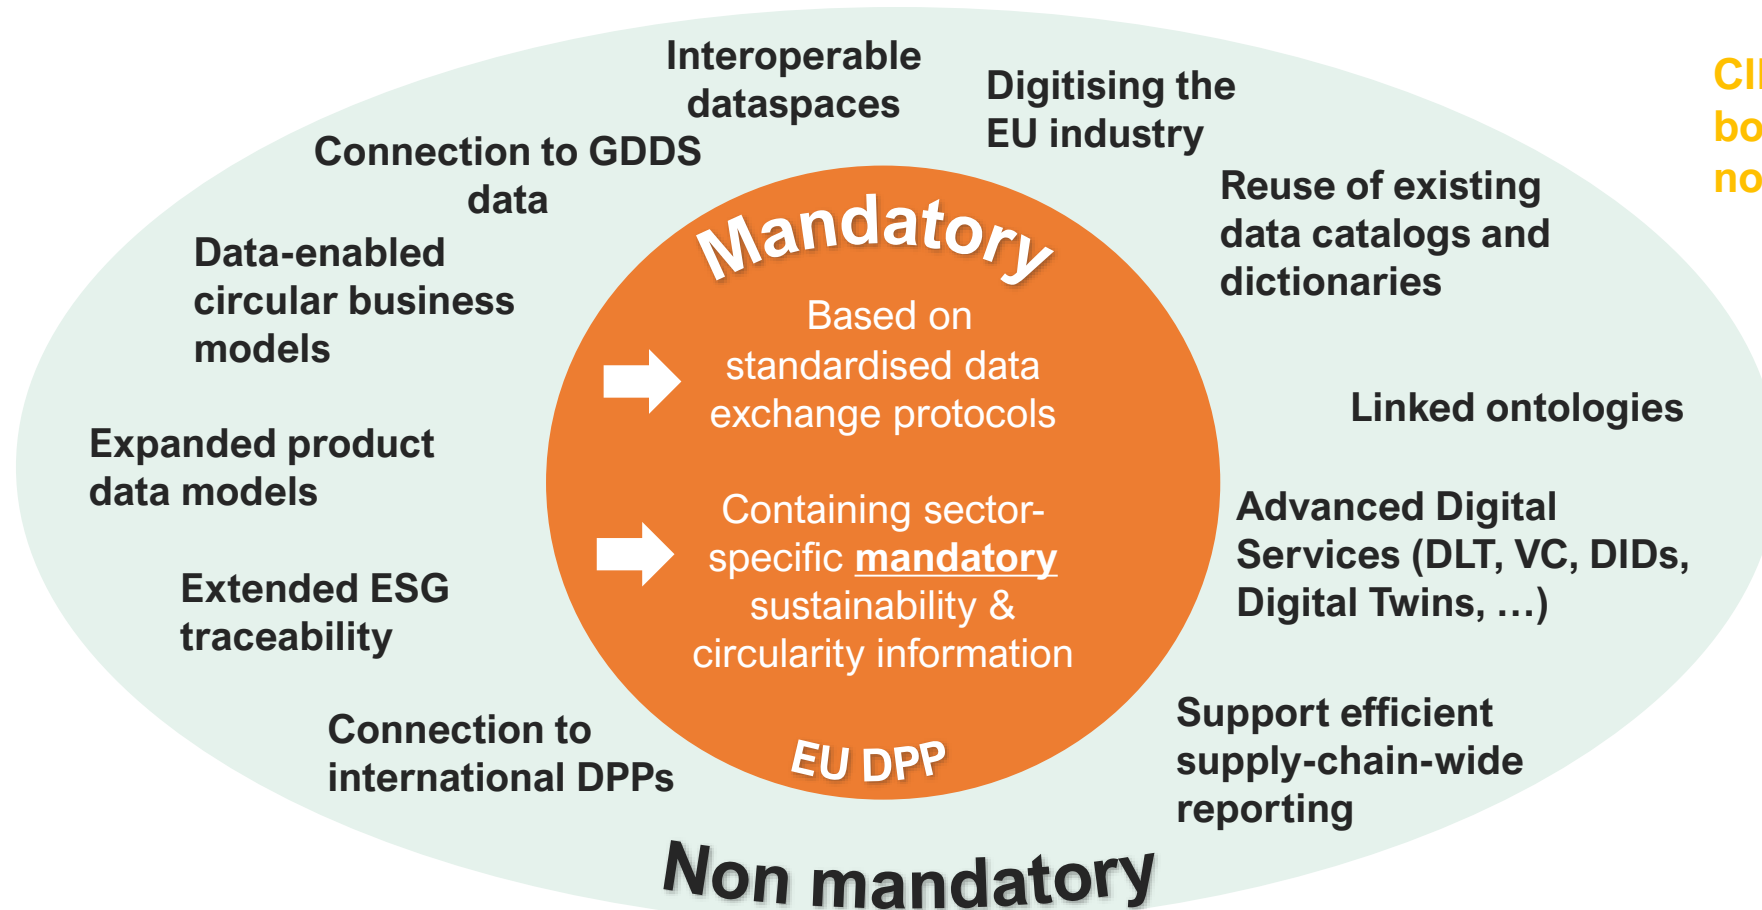 Interoperable
dataspaces
Digitising the
EU industry
Connection to GDDS
data
Reuse of existing
data catalogs and
dictionaries
Data-enabled
circular business
models
Linked ontologies
Expanded product
data models
Advanced Digital
Services (DLT, VC, DIDs,
Digital Twins, …)
Extended ESG
traceability
Support efficient
supply-chain-wide
reporting
Connection to
international DPPs
Mandatory
Based on
standardised data
exchange protocols
Containing sector-
specific mandatory
sustainability &
circularity information
EU DPP
Non mandatory